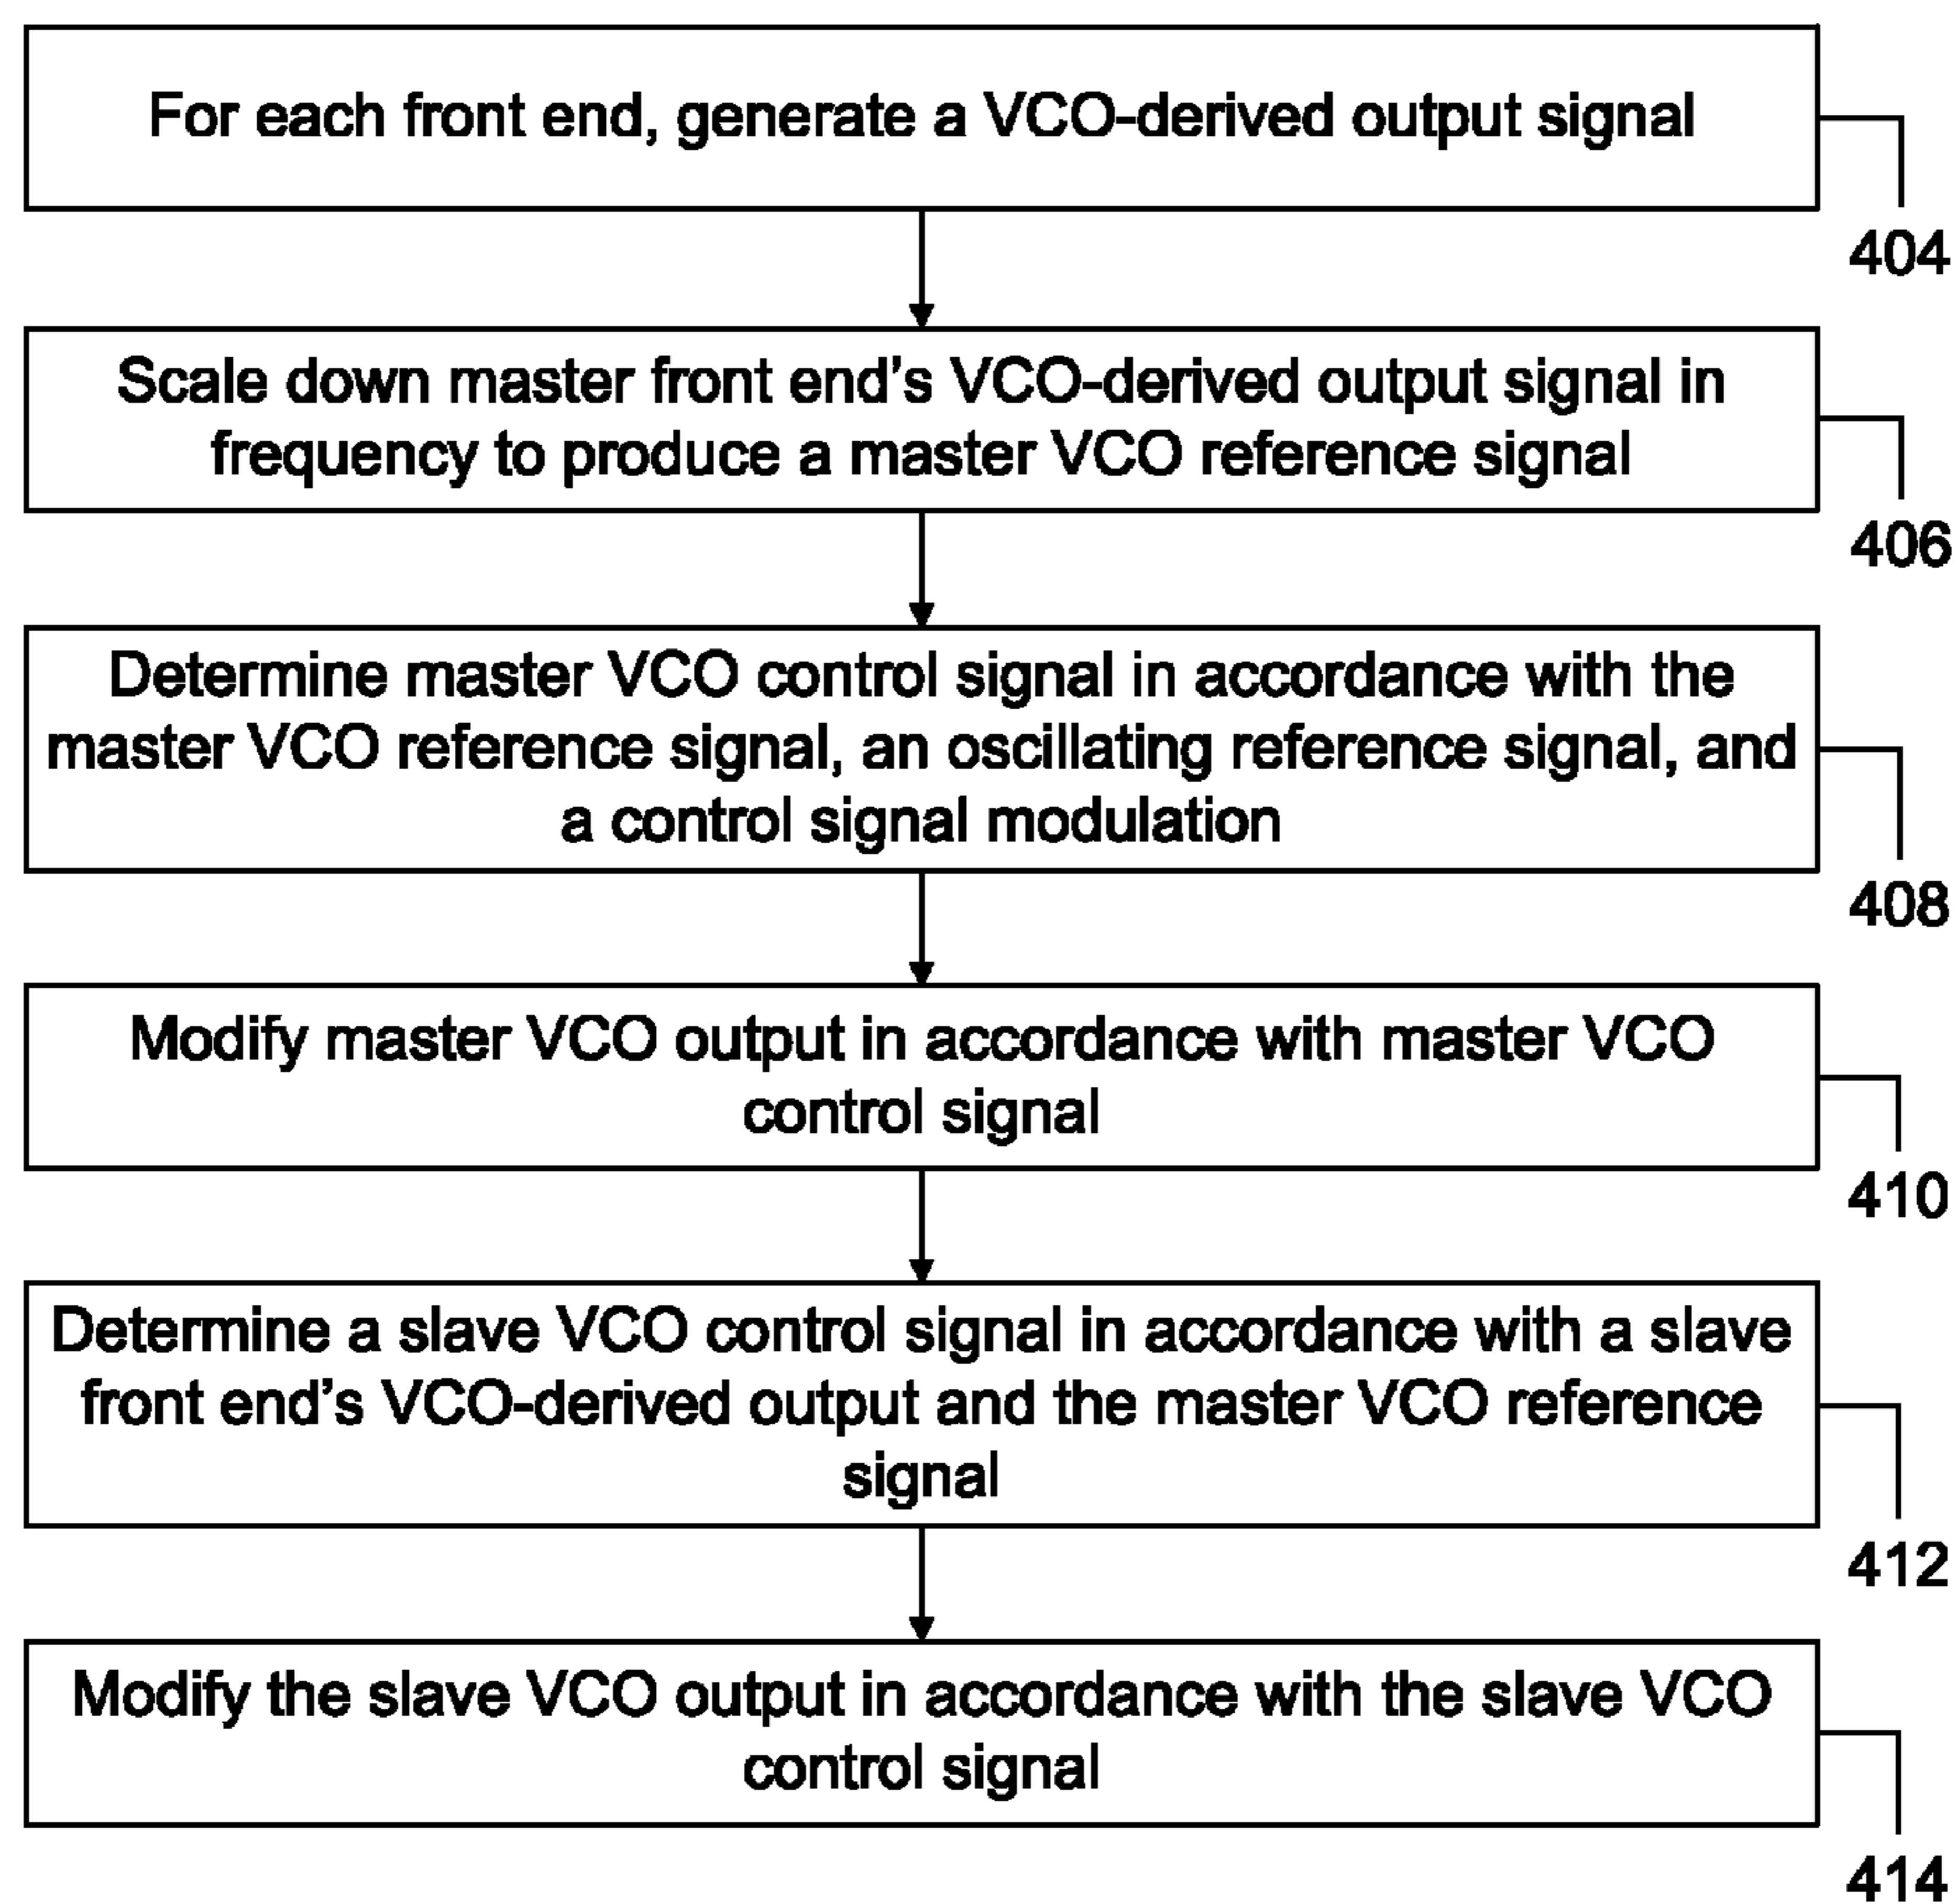 For each front end, generate a VCO-derived output signal
404
Scale down master front end's VCO-derived output signal in
frequency to produce a master VCO reference signal
406
Determine master VCO control signal in accordance with the
master VCO reference signal, an oscillating reference signal, and
a control signal modulation
408
Modify master VCO output in accordance with master VCO
control signal
410
Determine a slave VCO control signal in accordance with a slave
front end's VCO-derived output and the master VCO reference
signal
412
Modify the slave VCO output in accordance with the slave VCO
control signal
414